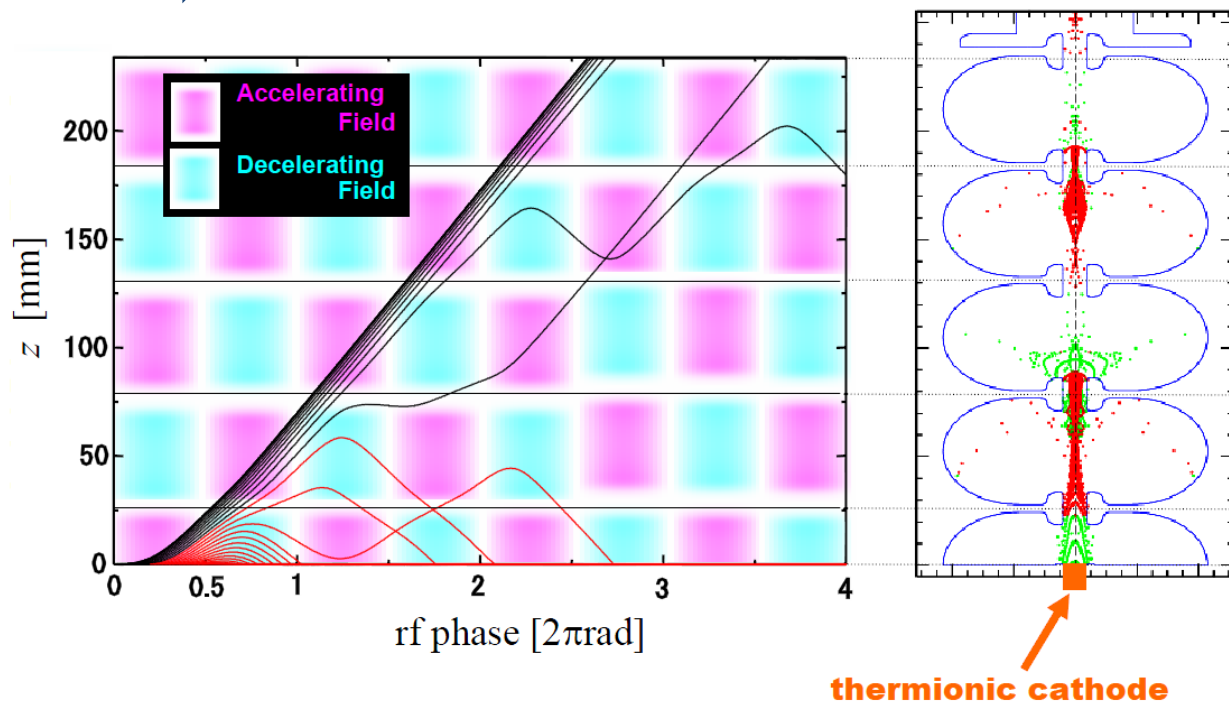 Accelerating
Field
Decelerating
Field
200
150
100
50
0
z [mm]
0 0.5 1 2 3 4
rf phase [2πrad]
thermionic cathode